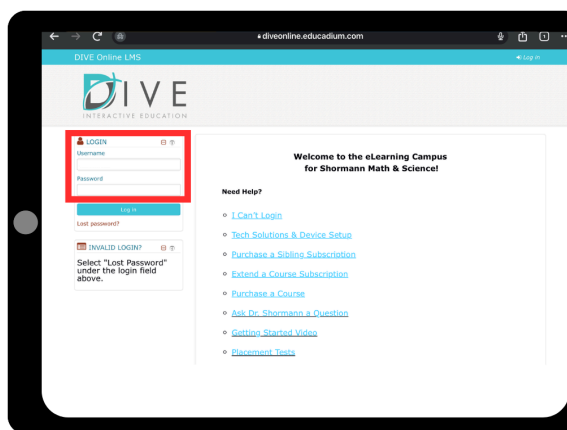 diveonline.educadium.com
1
DIVE Online LMS
Log in
DIVE
INTERACTIVE EDUCATION
LOGIN
Username
Password
Log in
Lost password?
INVALID LOGIN?
Select "Lost Password"
under the login field
above.
Welcome to the eLearning Campus
for Shormann Math & Science!
Need Help?
I Can't Login
Tech Solutions & Device Setup
Purchase a Sibling Subscription
Extend a Course Subscription
Purchase a Course
Ask Dr. Shormann a Question
Getting Started Video
Placement Tests